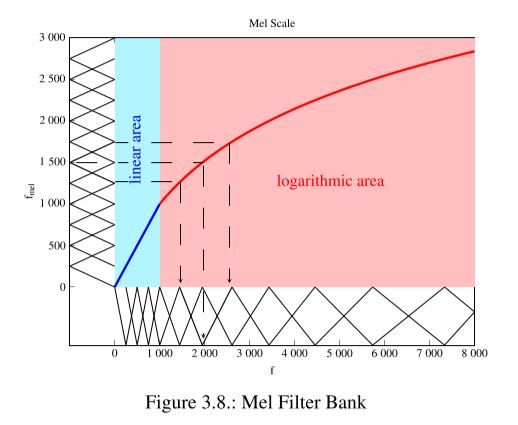 Mel Scale
3 000
2 500
2 000
1 500
1 000
500
0
f_mel
linear area
logarithmic area
0
1 000
2 000
3 000
4 000
5 000
6 000
7 000
8 000
f
Figure 3.8.: Mel Filter Bank